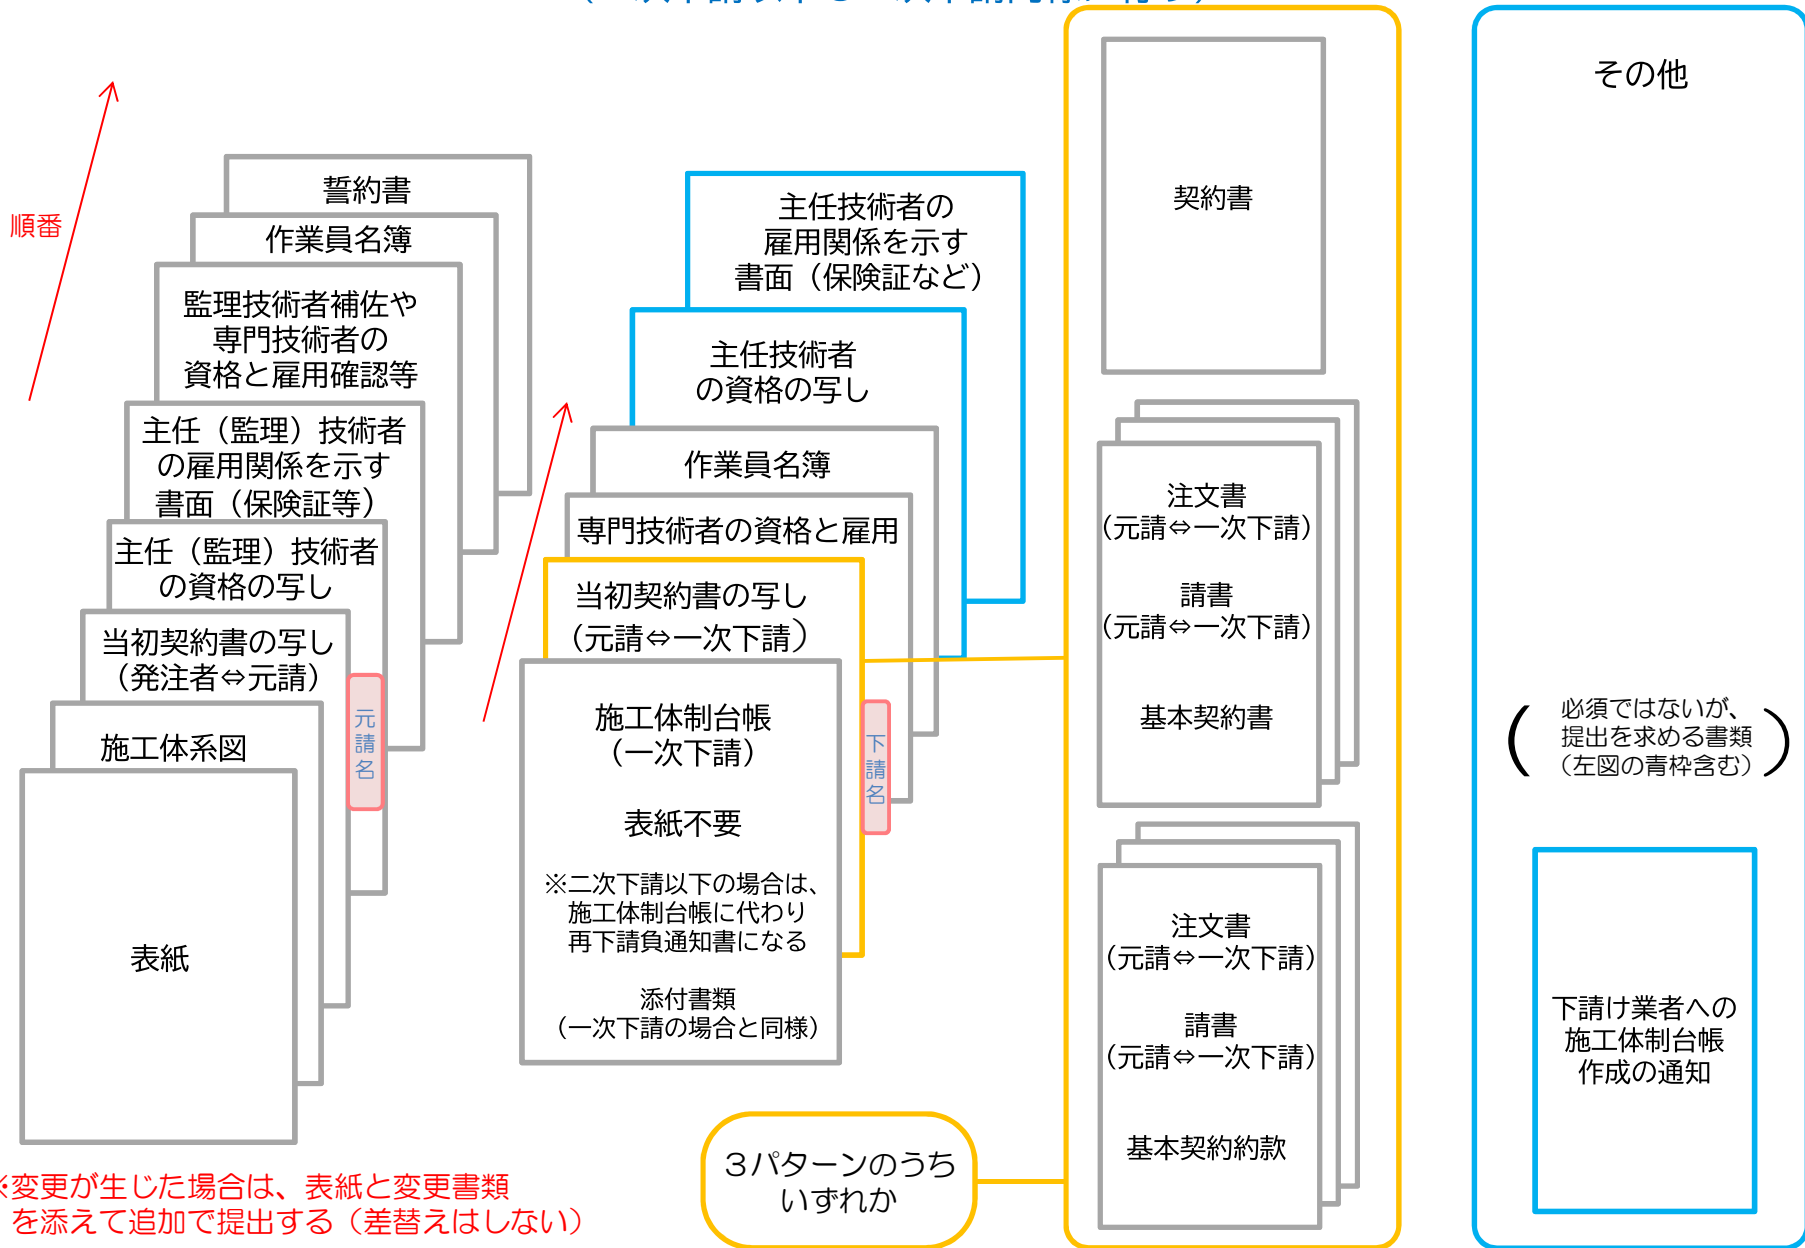 順番
誓約書
作業員名簿
監理技術者補佐や
専門技術者の
資格と雇用確認等
主任（監理）技術者
の雇用関係を示す
書面（保険証等）
主任（監理）技術者
の資格の写し
当初契約書の写し
（発注者⇔元請）
施工体系図
表紙
元請名
※変更が生じた場合は、表紙と変更書類
を添えて追加で提出する（差替えはしない）
主任技術者の
雇用関係を示す
書面（保険証など）
主任技術者
の資格の写し
作業員名簿
専門技術者の資格と雇用
当初契約書の写し
（元請⇔一次下請）
施工体制台帳
（一次下請）
表紙不要
※二次下請以下の場合は、
施工体制台帳に代わり
再下請負通知書になる
添付書類
（一次下請の場合と同様）
下請名
３パターンのうち
いずれか
契約書
注文書
（元請⇔一次下請）
請書
（元請⇔一次下請）
基本契約書
注文書
（元請⇔一次下請）
請書
（元請⇔一次下請）
基本契約約款
その他
（必須ではないが、
提出を求める書類
（左図の青枠含む））
下請け業者への
施工体制台帳
作成の通知